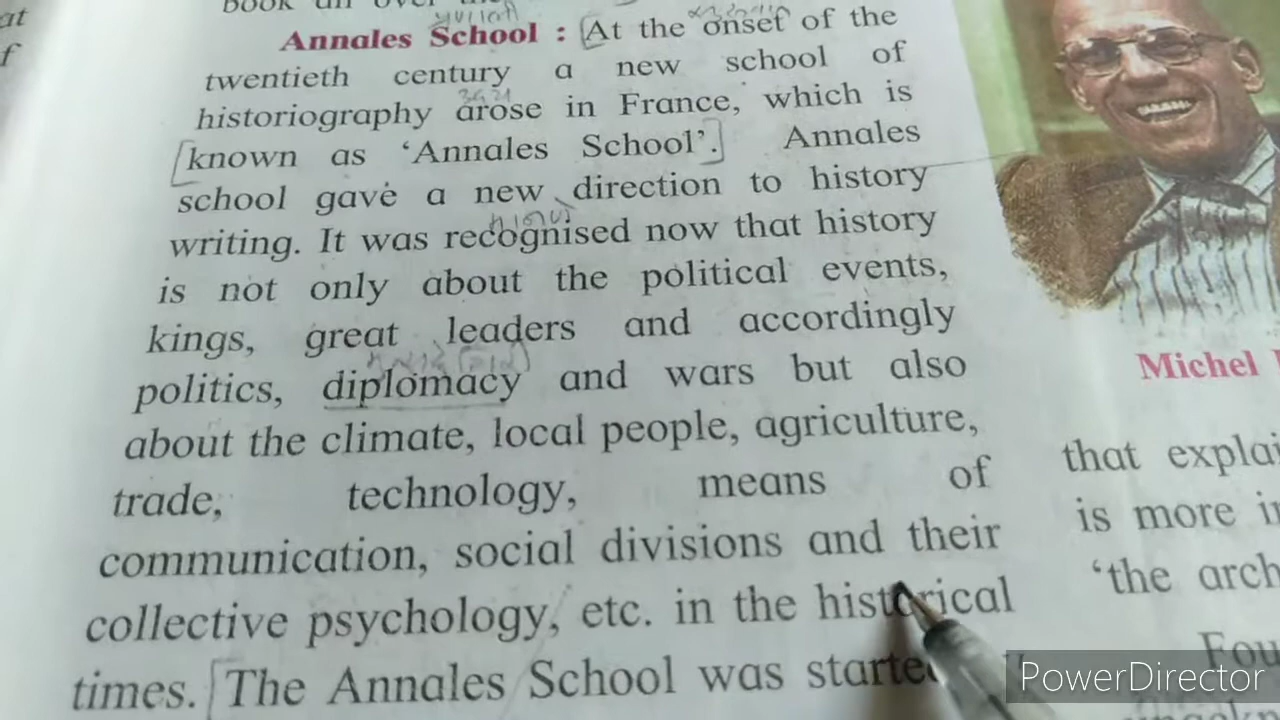 at
f
Annales School : At the onset of the
twentieth century a new school of
historiography arose in France, which is
known as ‘Annales School’. Annales
school gave a new direction to history
writing. It was recognised now that history
is not only about the political events,
kings, great leaders and accordingly
politics, diplomacy and wars but also
about the climate, local people, agriculture,
trade, technology, means of
communication, social divisions and their
collective psychology, etc. in the historical
times. The Annales School was started
Michel
that explai
is more i
‘the arch
Fou
PowerDirector